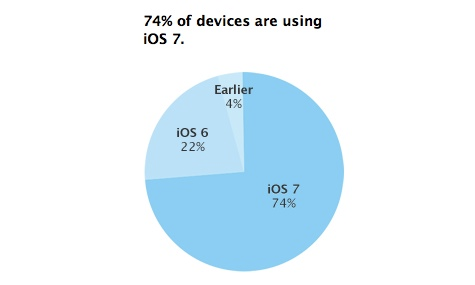 74% of devices are using
iOS 7.
Earlier
4%
iOS 6
22%
iOS 7
74%